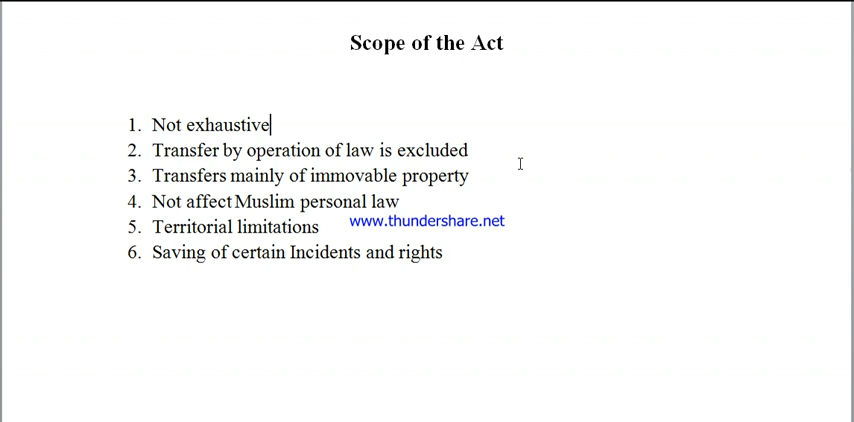 Scope of the Act
1. Not exhaustive
2. Transfer by operation of law is excluded
3. Transfers mainly of immovable property
4. Not affect Muslim personal law
5. Territorial limitations
www.thundershare.net
6. Saving of certain Incidents and rights